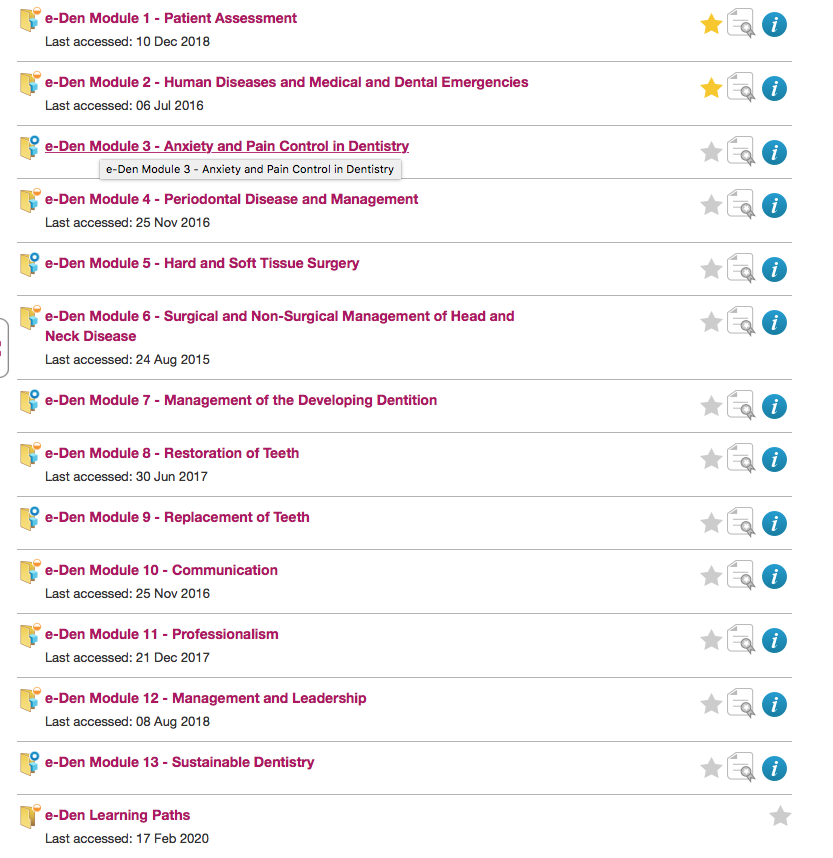 e-Den Module 1 - Patient Assessment
Last accessed: 10 Dec 2018
e-Den Module 2 - Human Diseases and Medical and Dental Emergencies
Last accessed: 06 Jul 2016
e-Den Module 3 - Anxiety and Pain Control in Dentistry
e-Den Module 3 - Anxiety and Pain Control in Dentistry
e-Den Module 4 - Periodontal Disease and Management
Last accessed: 25 Nov 2016
e-Den Module 5 - Hard and Soft Tissue Surgery
e-Den Module 6 - Surgical and Non-Surgical Management of Head and
Neck Disease
Last accessed: 24 Aug 2015
e-Den Module 7 - Management of the Developing Dentition
e-Den Module 8 - Restoration of Teeth
Last accessed: 30 Jun 2017
e-Den Module 9 - Replacement of Teeth
e-Den Module 10 - Communication
Last accessed: 25 Nov 2016
e-Den Module 11 - Professionalism
Last accessed: 21 Dec 2017
e-Den Module 12 - Management and Leadership
Last accessed: 08 Aug 2018
e-Den Module 13 - Sustainable Dentistry
e-Den Learning Paths
Last accessed: 17 Feb 2020